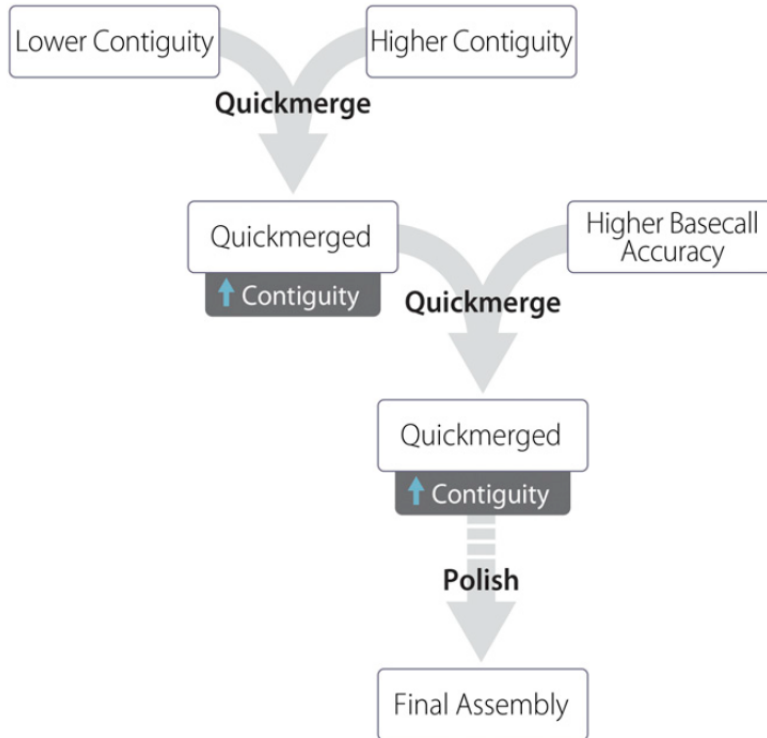 Lower Contiguity
Higher Contiguity
Quickmerge
Quickmerged
↑ Contiguity
Higher Basecall
Accuracy
Quickmerge
Quickmerged
↑ Contiguity
Polish
Final Assembly